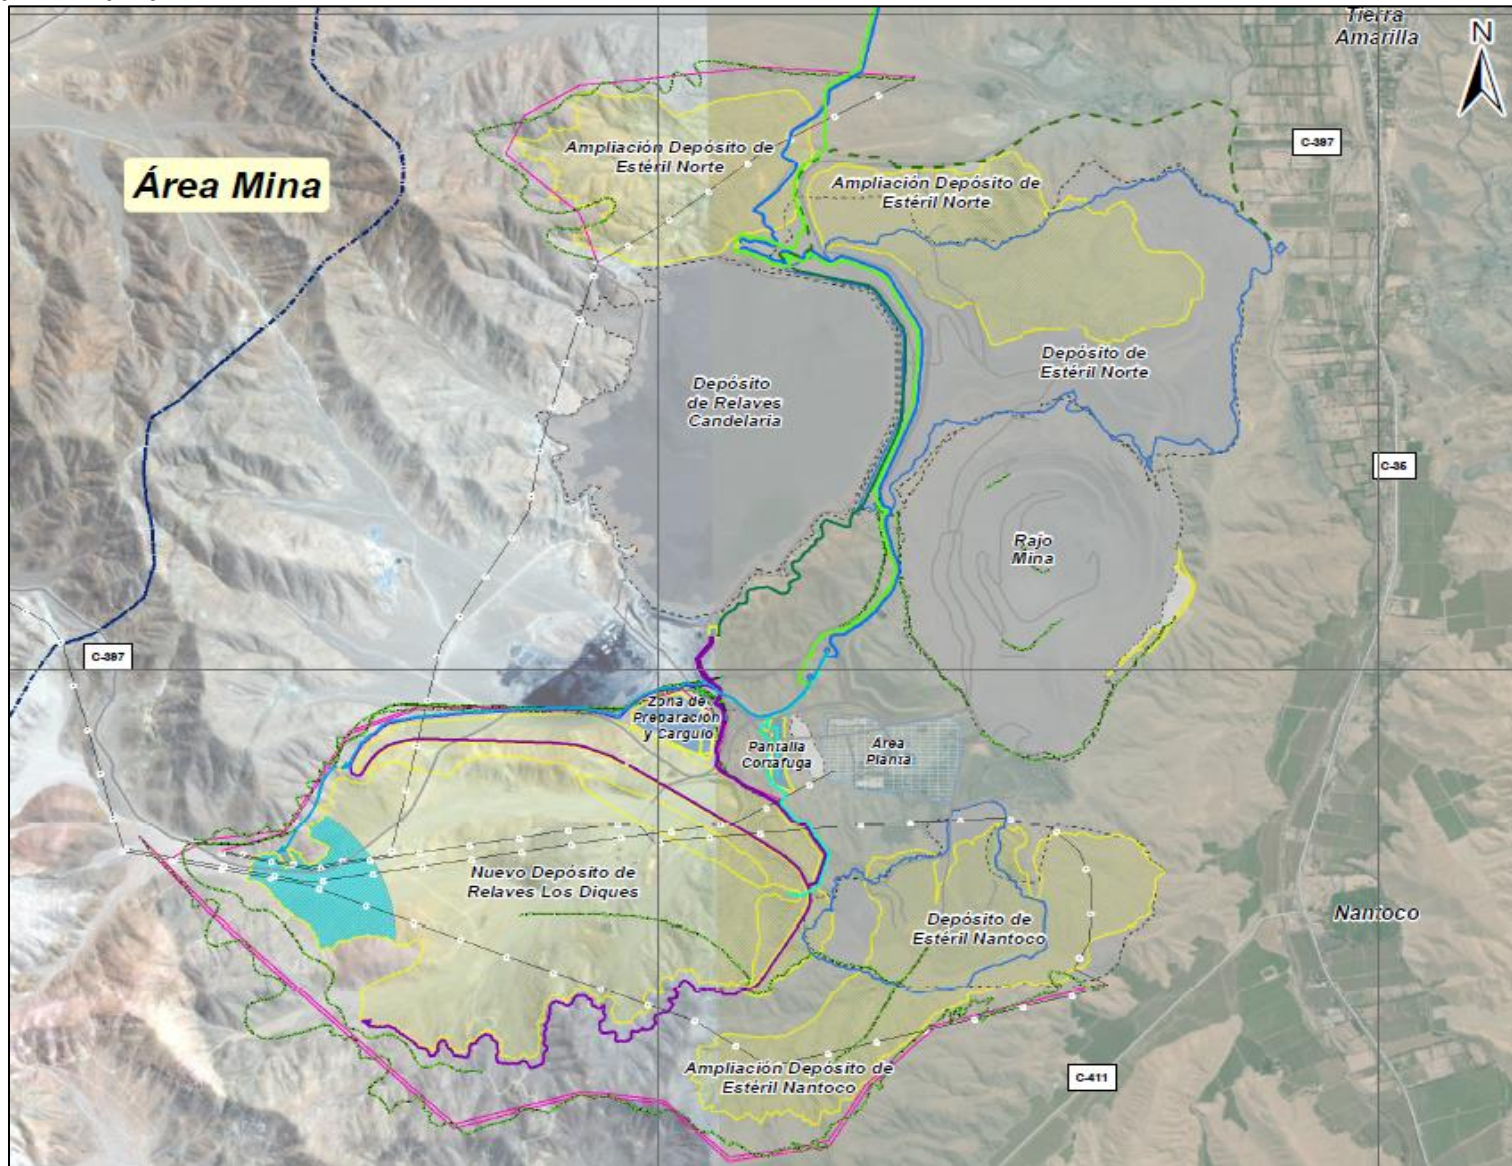 Tierra
Amarilla
N
C-397
Área Mina
Ampliación Depósito de
Estéril Norte
Ampliación Depósito de
Estéril Norte
Depósito de
Estéril Norte
Depósito
de Relaves
Candelaria
C-35
Rajo
Mina
C-397
Zona de
Preparación
y Carguío
Pantalla
Cortafuga
Área
Planta
Nuevo Depósito de
Relaves Los Diques
Depósito de
Estéril Nantoco
Nantoco
Ampliación Depósito de
Estéril Nantoco
C-411